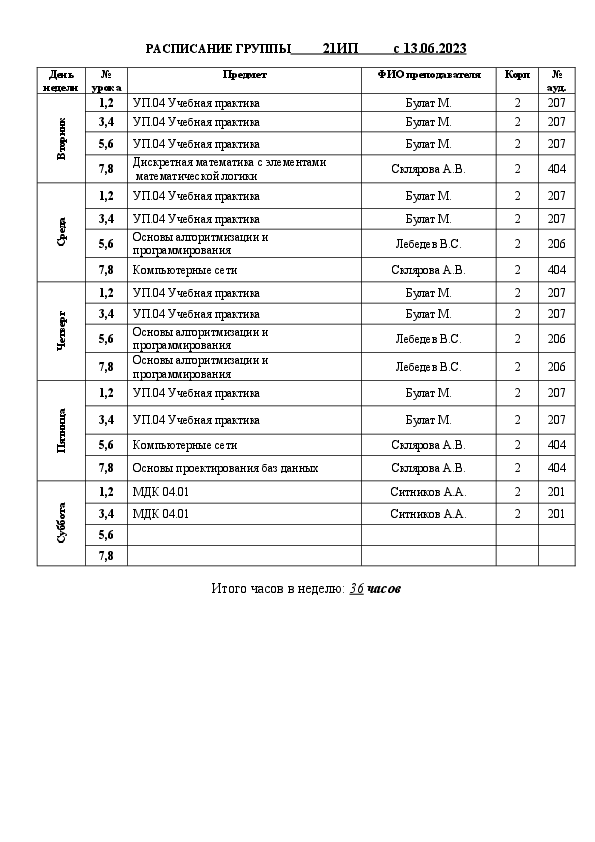 РАСПИСАНИЕ ГРУППЫ 21ИП с 13.06.2023
День недели № урока Предмет ФИО преподавателя Корп № ауд.
Вторник
1,2 УП.04 Учебная практика Булат М. 2 207
3,4 УП.04 Учебная практика Булат М. 2 207
5,6 УП.04 Учебная практика Булат М. 2 207
7,8 Дискретная математика с элементами
математической логики Склярова А.В. 2 404
Среда
1,2 УП.04 Учебная практика Булат М. 2 207
3,4 УП.04 Учебная практика Булат М. 2 207
5,6 Основы алгоритмизации и
программирования Лебедев В.С. 2 206
7,8 Компьютерные сети Склярова А.В. 2 404
Четверг
1,2 УП.04 Учебная практика Булат М. 2 207
3,4 УП.04 Учебная практика Булат М. 2 207
5,6 Основы алгоритмизации и
программирования Лебедев В.С. 2 206
7,8 Основы алгоритмизации и
программирования Лебедев В.С. 2 206
Пятница
1,2 УП.04 Учебная практика Булат М. 2 207
3,4 УП.04 Учебная практика Булат М. 2 207
5,6 Компьютерные сети Склярова А.В. 2 404
7,8 Основы проектирования баз данных Склярова А.В. 2 404
Суббота
1,2 МДК 04.01 Ситников А.А. 2 201
3,4 МДК 04.01 Ситников А.А. 2 201
5,6
7,8
Итого часов в неделю: 36 часов